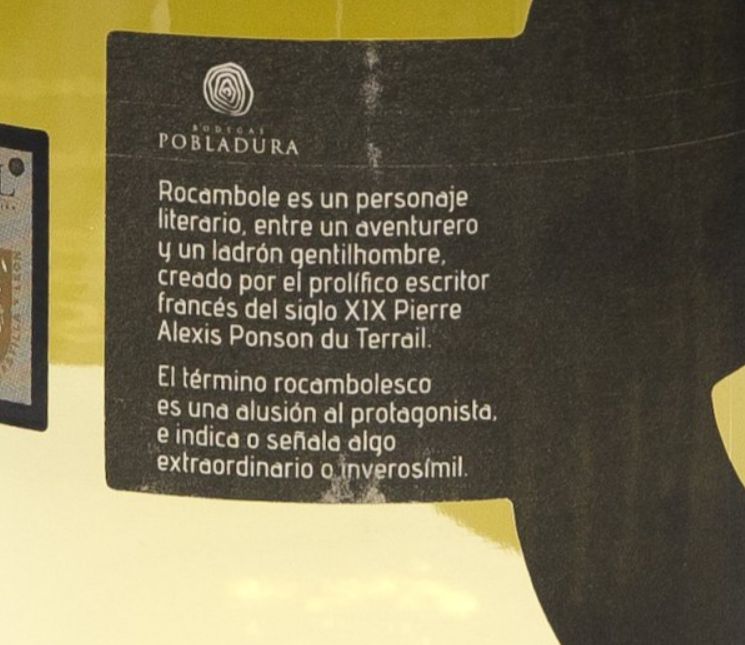 BODEGAS
POBLADURA
Rocambole es un personaje
literario, entre un aventurero
y un ladrón gentilhombre,
creado por el prolífico escritor
francés del siglo XIX Pierre
Alexis Ponson du Terrail.
El término rocambolesco
es una alusión al protagonista,
e indica o señala algo
extraordinario o inverosímil.